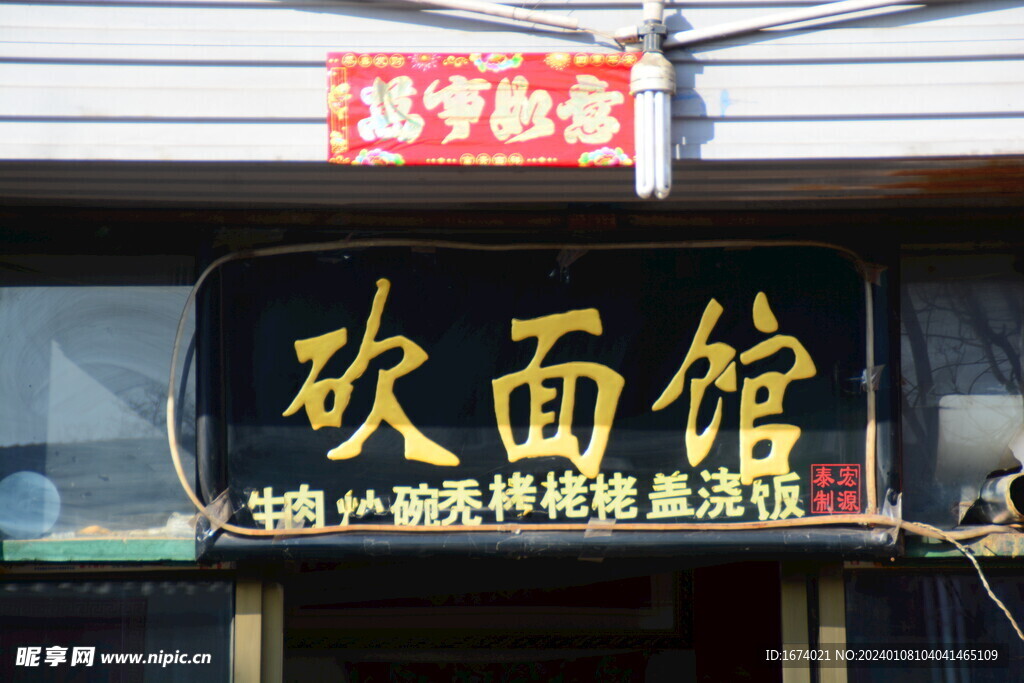 万事如意
砍面馆
牛肉 炒 碗秃 栲栳栳 盖浇饭
宏源
泰制
昵享网 www.nipic.cn
ID:1674021 NO:20240108104041465109